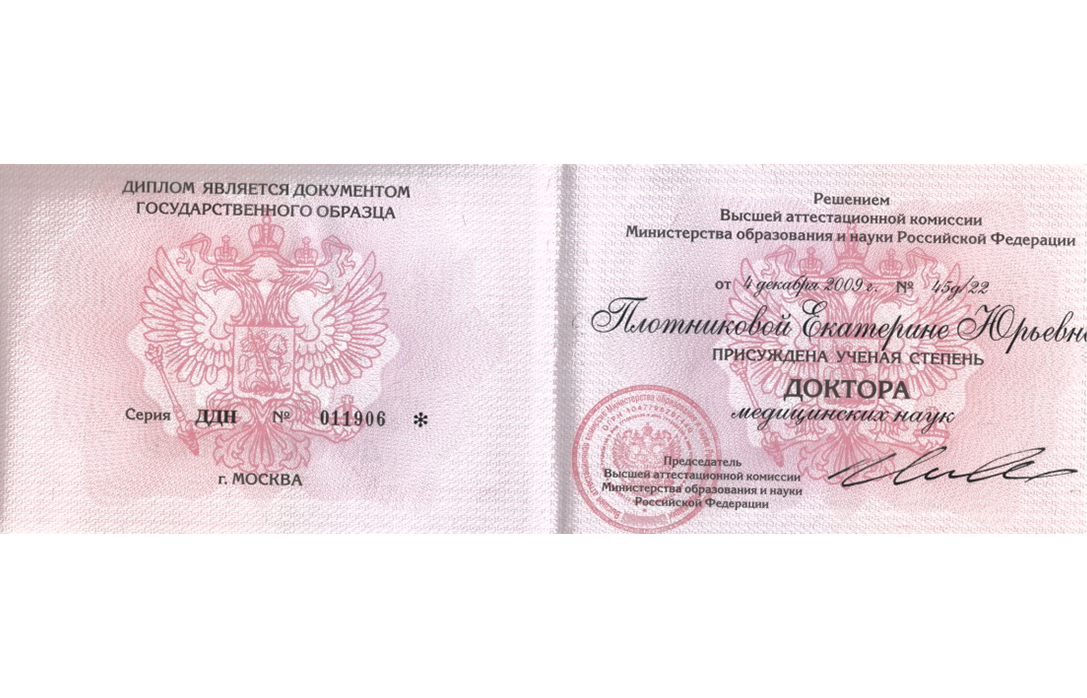 ДИПЛОМ ЯВЛЯЕТСЯ ДОКУМЕНТОМ
ГОСУДАРСТВЕННОГО ОБРАЗЦА
Серия ДДН № 011906 *
г. МОСКВА
Решением
Высшей аттестационной комиссии
Министерства образования и науки Российской Федерации
от 4 декабря 2009 г. № 45д/22
Плотниковой Екатерине Юрьевн
ПРИСУЖДЕНА УЧЕНАЯ СТЕПЕНЬ
ДОКТОРА
медицинских наук
Председатель
Высшей аттестационной комиссии
Министерства образования и науки
Российской Федерации